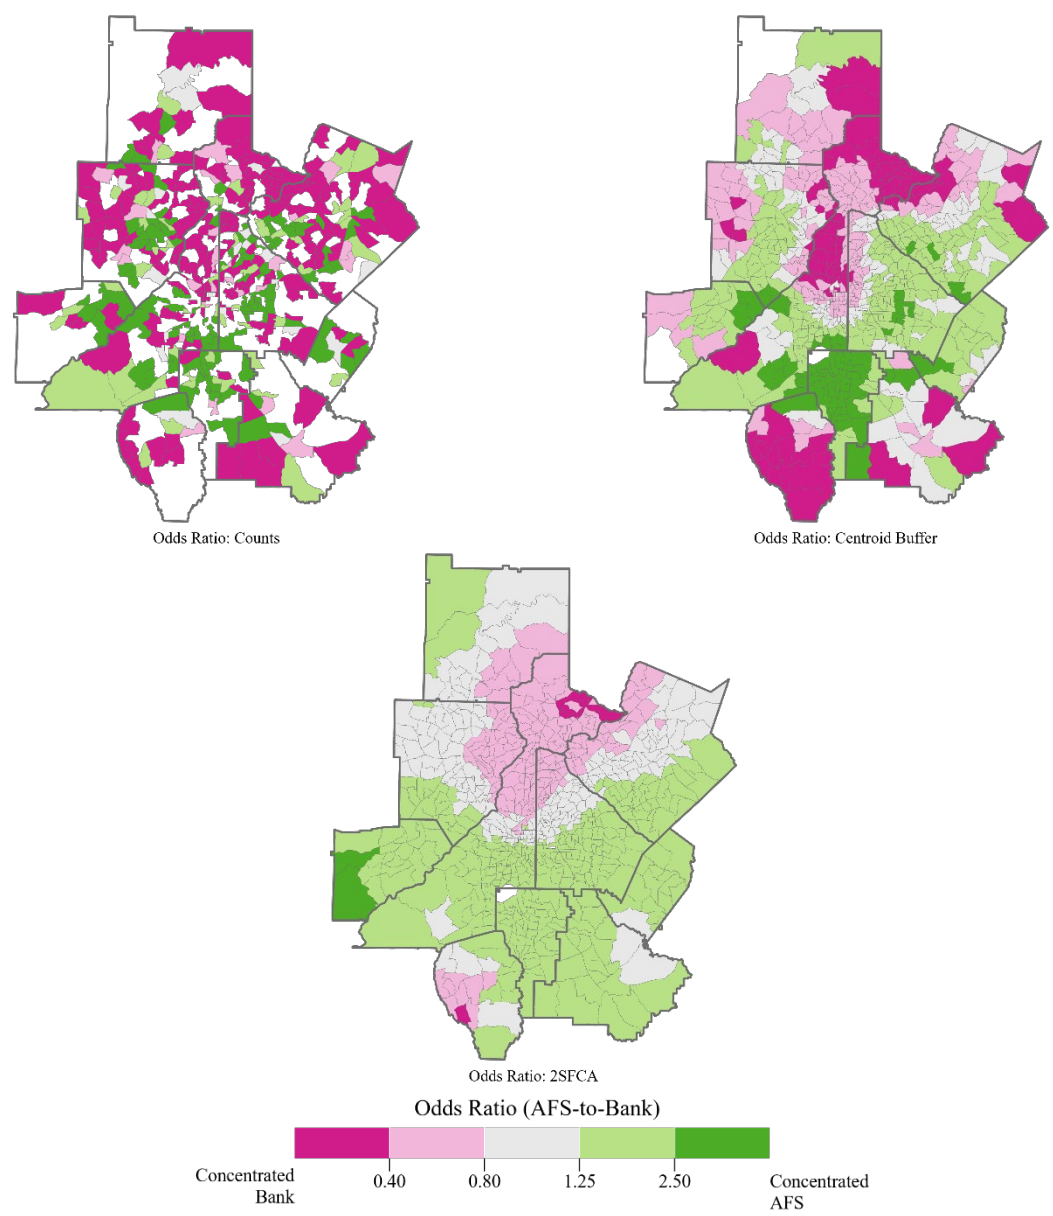 Odds Ratio: Counts
Odds Ratio: Centroid Buffer
Odds Ratio: 2SFCA
Odds Ratio (AFS-to-Bank)
Concentrated
Bank
0.40
0.80
1.25
2.50
Concentrated
AFS